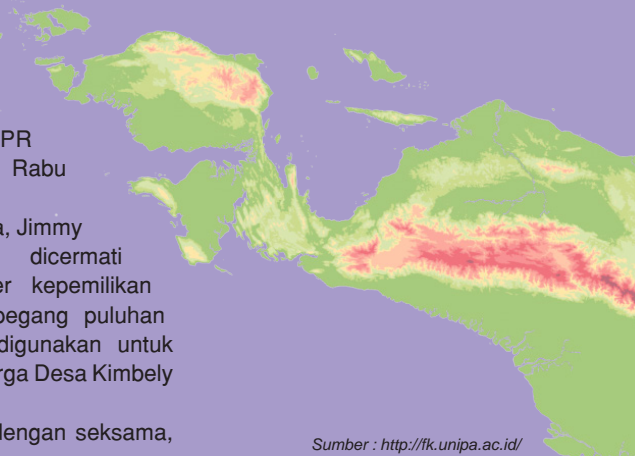 PR
Rabu
a, Jimmy
dicermati
er kepemilikan
egang puluhan
digunakan untuk
rga Desa Kimbely
dengan seksama,
Sumber : http://fk.unipa.ac.id/